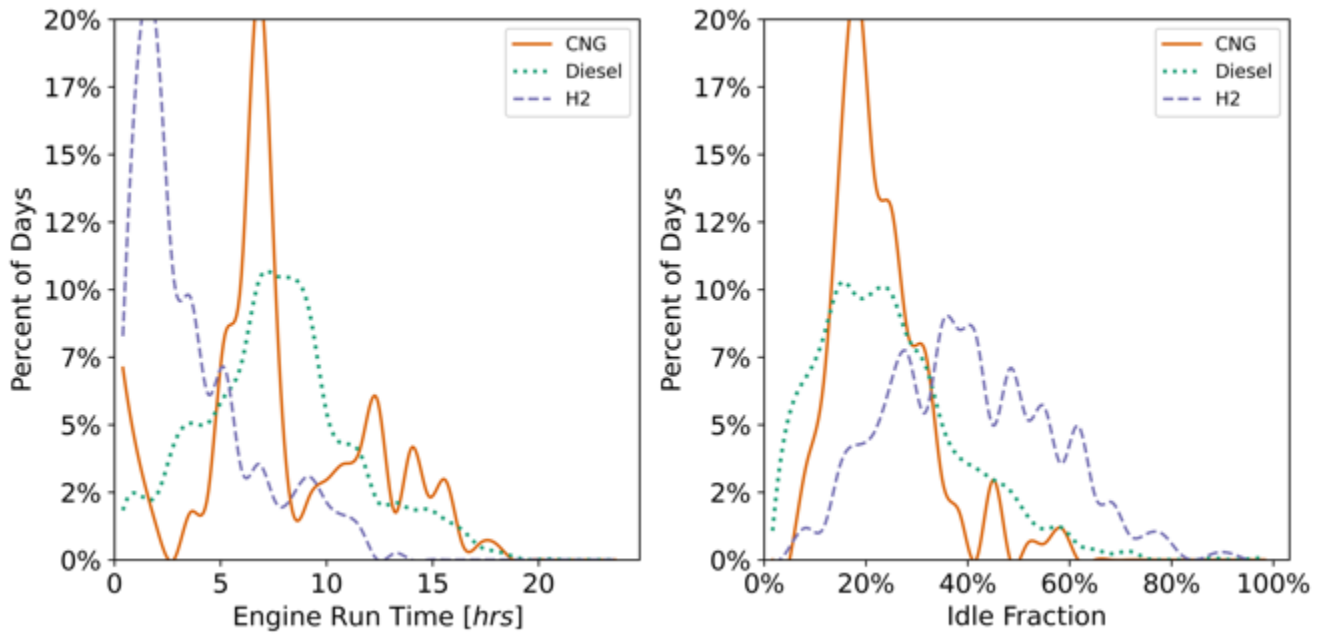 20%
17%
15%
12%
10%
7%
5%
2%
0%
Percent of Days
0
5
10
15
20
Engine Run Time [hrs]
CNG
Diesel
H2
20%
17%
15%
12%
10%
7%
5%
2%
0%
Percent of Days
0%
20%
40%
60%
80%
100%
Idle Fraction
CNG
Diesel
H2